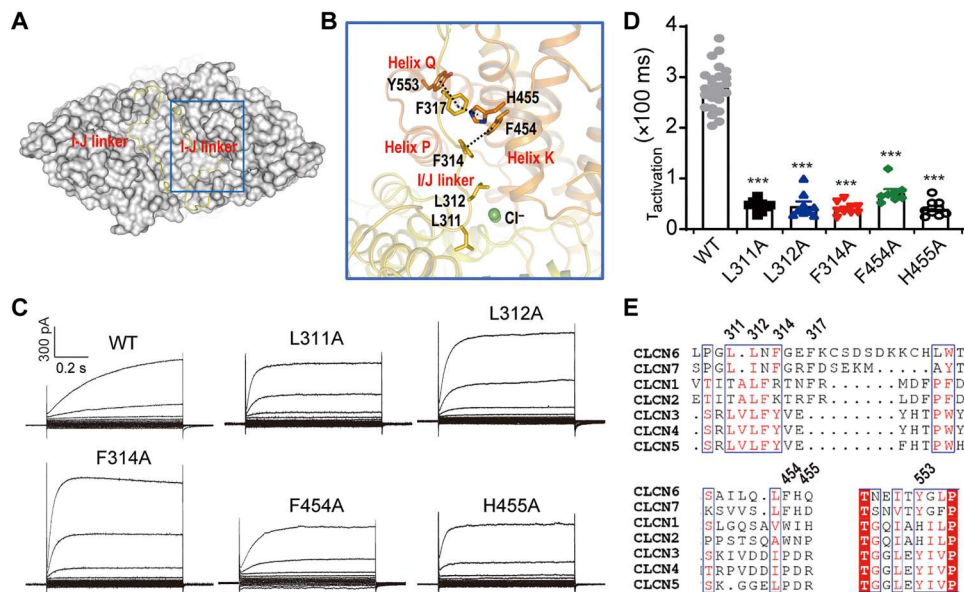 A
I-J linker
I-J linker
B
Helix Q
Y553
F317
H455
F454
Helix P
F314
Helix K
I/J linker
L312
L311
Cl⁻
C
300 pA
0.2 s
WT
L311A
L312A
F314A
F454A
H455A
D
Tactivation (×100 ms)
4
3
2
1
0
***
***
***
***
***
WT
L311A
L312A
F314A
F454A
H455A
E
311 312 314 317
CLCN6 LPGL.LNFGEFKCSDSDKKCHLWT
CLCN7 SPGL.INFGRFDSEKM.....AYT
CLCN1 VTITALFRTNFR.....MDFPFD
CLCN2 ETITALFKTRFR.....MDFPFD
CLCN3 .SRLVLFYVE.......YHTPWY
CLCN4 .SRLVLFYVE.......YHTPWY
CLCN5 .SRLVLFYVE.......FHTPWH
454 455 553
CLCN6 SAILQ.LFHQ TNEITYGLP
CLCN7 KSVVS.LFHD TSNVTYGFP
CLCN1 SLGQSAVWIH TGQIAHILP
CLCN2 PPSTSQAWNP TGQIAHILP
CLCN3 SKIVDDIPDR TGGLEYIVP
CLCN4 TRPVDDIPDR TGGLEYIVP
CLCN5 SK.GGELPDR TGGLEYIVP